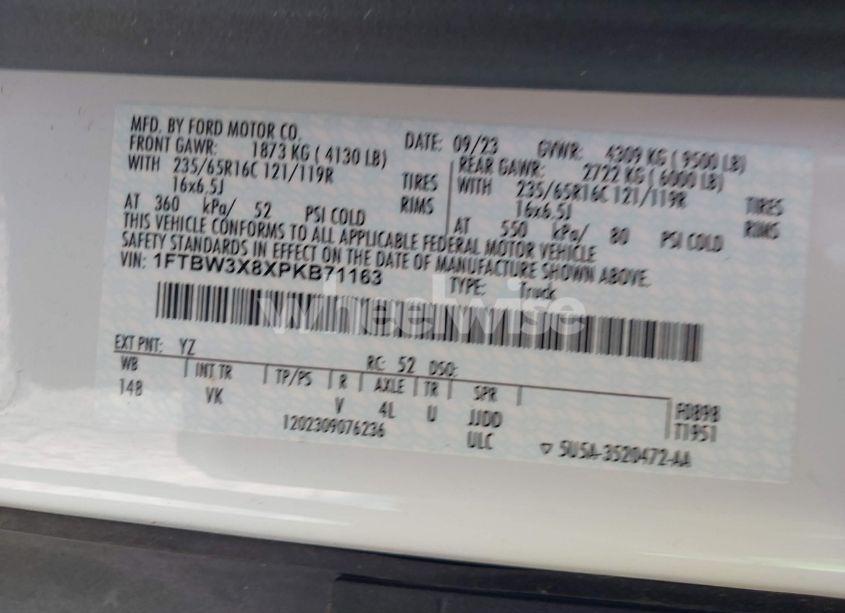 MFD. BY FORD MOTOR CO. DATE: 09/23 GVWR: 4309 KG ( 9500 LB)
FRONT GAWR: 1873 KG ( 4130 LB) REAR GAWR: 2722 KG ( 6000 LB)
WITH 235/65R16C 121/119R TIRES WITH 235/65R16C 121/119R TIRES
16x6.5J RIMS 16x6.5J RIMS
AT 360 kPa/ 52 PSI COLD AT 550 kPa/ 80 PSI COLD
THIS VEHICLE CONFORMS TO ALL APPLICABLE FEDERAL MOTOR VEHICLE
SAFETY STANDARDS IN EFFECT ON THE DATE OF MANUFACTURE SHOWN ABOVE.
VIN: 1FTBW3X8XPKB71163 TYPE: Truck
wheelwise
EXT PNT: YZ RC: 52 DSO:
WB INT TR TP/PS R AXLE TR SPR
148 VK V 4L U JJDD F0898
1202309076236 ULC T1951
▽ 5U5A-3520472-AA